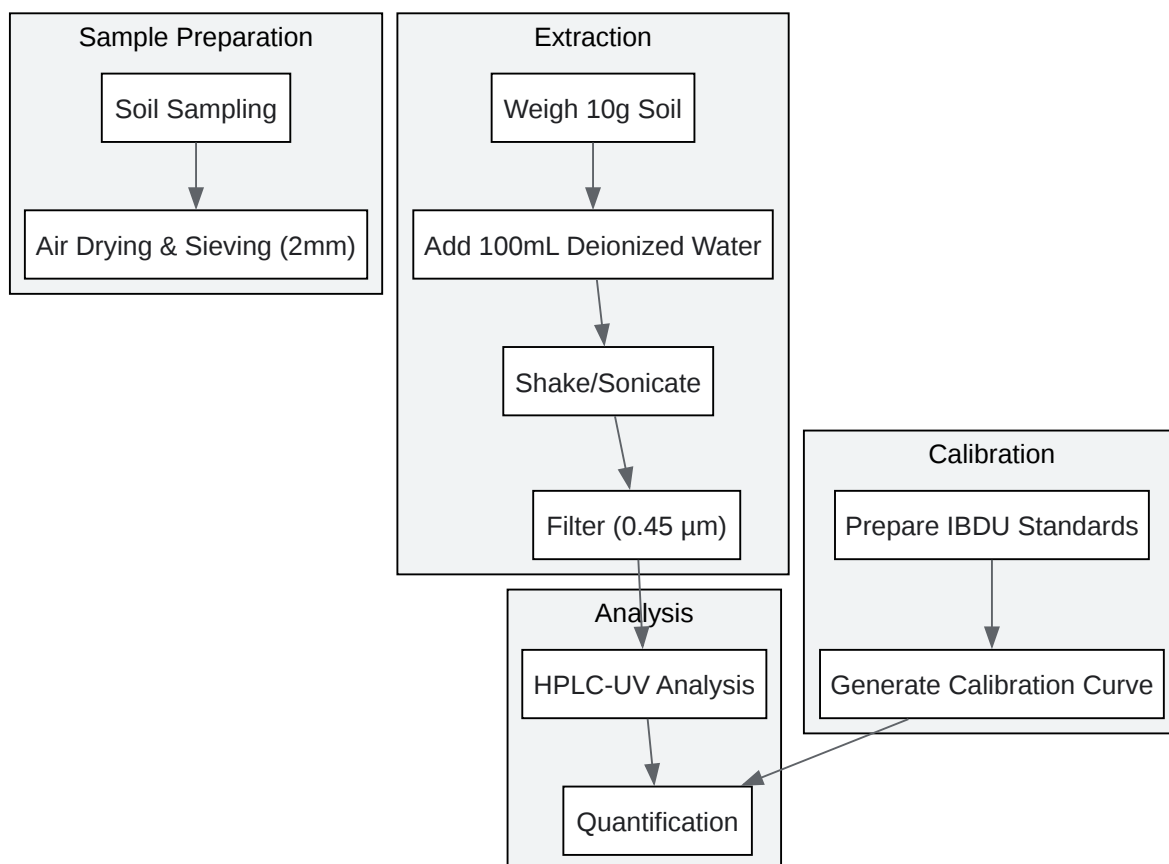 Sample Preparation
Soil Sampling
Air Drying & Sieving (2mm)
Extraction
Weigh 10g Soil
Add 100mL Deionized Water
Shake/Sonicate
Filter (0.45 µm)
Calibration
Prepare IBDU Standards
Generate Calibration Curve
Analysis
HPLC-UV Analysis
Quantification